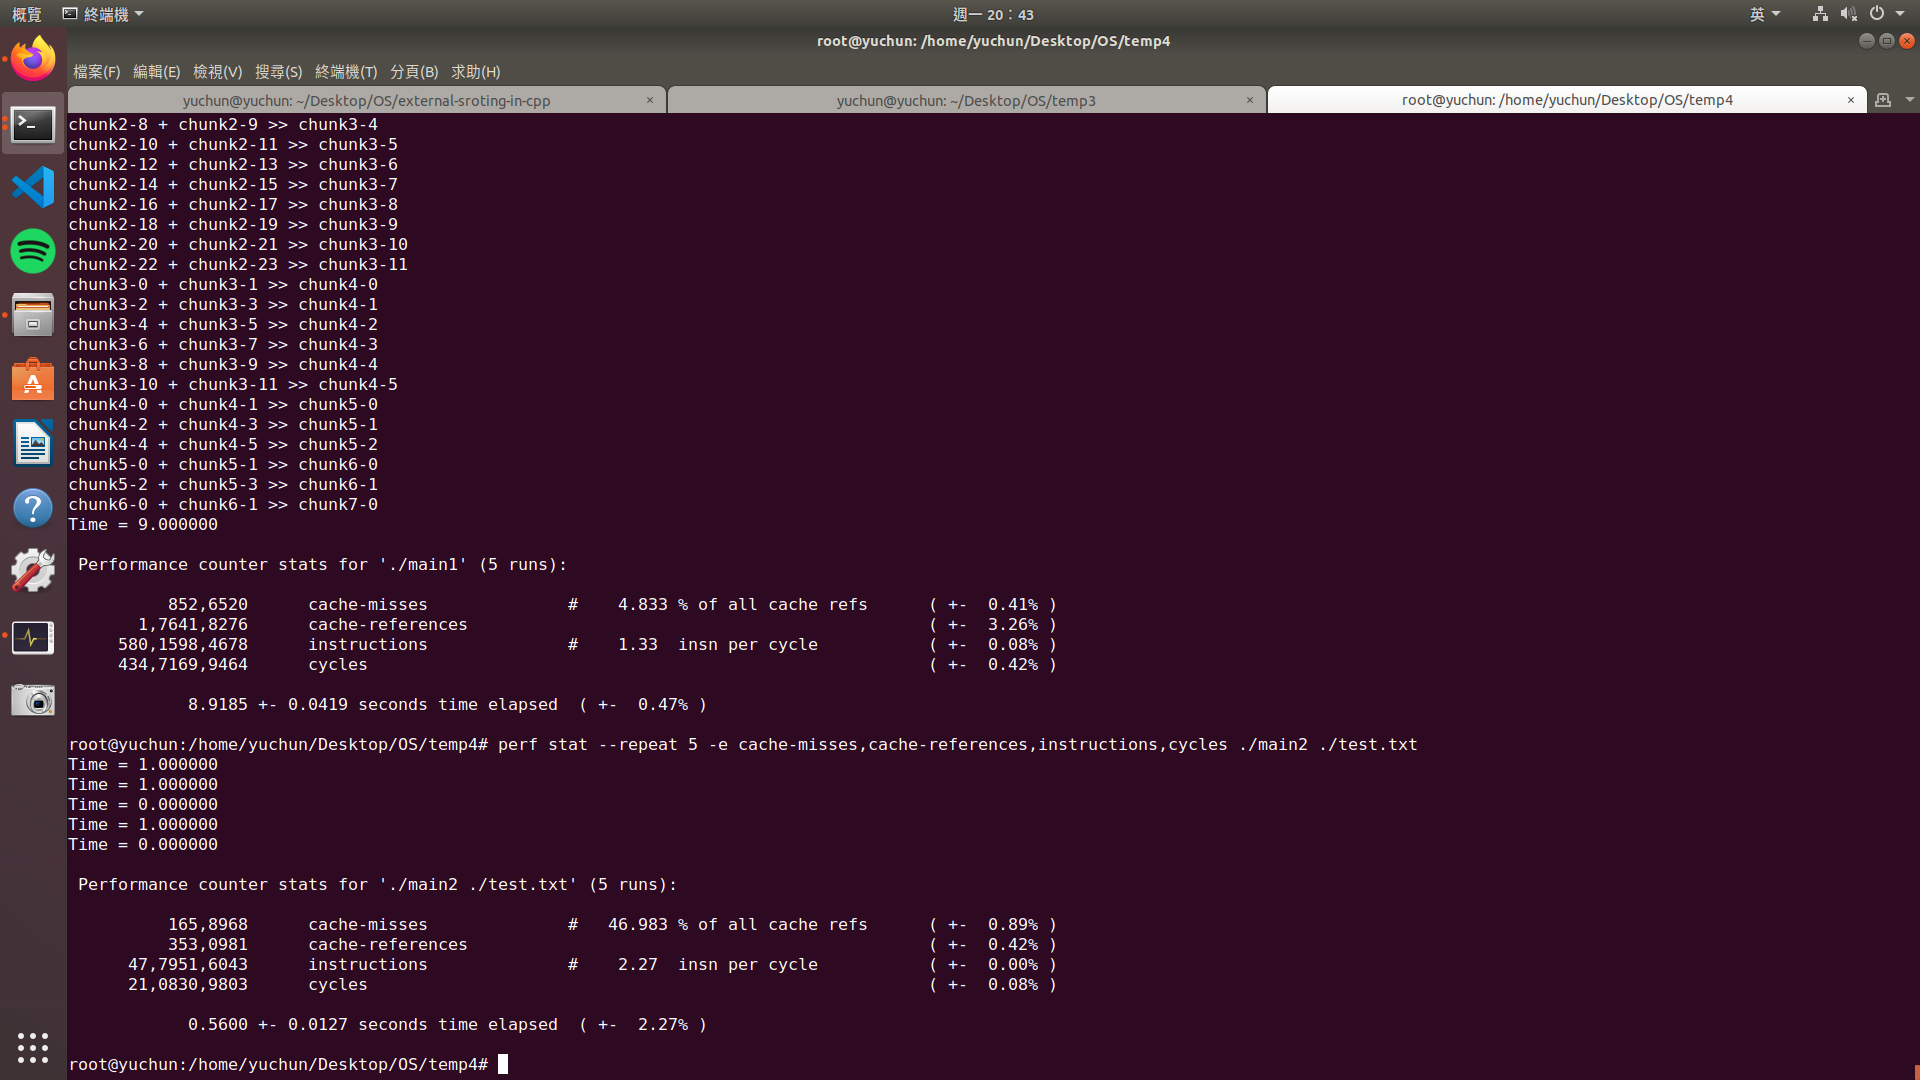 概覽 終端機 週一 20：43 英
root@yuchun: /home/yuchun/Desktop/OS/temp4
檔案(F) 編輯(E) 檢視(V) 搜尋(S) 終端機(T) 分頁(B) 求助(H)
yuchun@yuchun: ~/Desktop/OS/external-sroting-in-cpp × yuchun@yuchun: ~/Desktop/OS/temp3 × root@yuchun: /home/yuchun/Desktop/OS/temp4 ×
chunk2-8 + chunk2-9 >> chunk3-4
chunk2-10 + chunk2-11 >> chunk3-5
chunk2-12 + chunk2-13 >> chunk3-6
chunk2-14 + chunk2-15 >> chunk3-7
chunk2-16 + chunk2-17 >> chunk3-8
chunk2-18 + chunk2-19 >> chunk3-9
chunk2-20 + chunk2-21 >> chunk3-10
chunk2-22 + chunk2-23 >> chunk3-11
chunk3-0 + chunk3-1 >> chunk4-0
chunk3-2 + chunk3-3 >> chunk4-1
chunk3-4 + chunk3-5 >> chunk4-2
chunk3-6 + chunk3-7 >> chunk4-3
chunk3-8 + chunk3-9 >> chunk4-4
chunk3-10 + chunk3-11 >> chunk4-5
chunk4-0 + chunk4-1 >> chunk5-0
chunk4-2 + chunk4-3 >> chunk5-1
chunk4-4 + chunk4-5 >> chunk5-2
chunk5-0 + chunk5-1 >> chunk6-0
chunk5-2 + chunk5-3 >> chunk6-1
chunk6-0 + chunk6-1 >> chunk7-0
Time = 9.000000
Performance counter stats for './main1' (5 runs):
852,6520 cache-misses # 4.833 % of all cache refs ( +- 0.41% )
1,7641,8276 cache-references ( +- 3.26% )
580,1598,4678 instructions # 1.33 insn per cycle ( +- 0.08% )
434,7169,9464 cycles ( +- 0.42% )
8.9185 +- 0.0419 seconds time elapsed ( +- 0.47% )
root@yuchun:/home/yuchun/Desktop/OS/temp4# perf stat --repeat 5 -e cache-misses,cache-references,instructions,cycles ./main2 ./test.txt
Time = 1.000000
Time = 1.000000
Time = 0.000000
Time = 1.000000
Time = 0.000000
Performance counter stats for './main2 ./test.txt' (5 runs):
165,8968 cache-misses # 46.983 % of all cache refs ( +- 0.89% )
353,0981 cache-references ( +- 0.42% )
47,7951,6043 instructions # 2.27 insn per cycle ( +- 0.00% )
21,0830,9803 cycles ( +- 0.08% )
0.5600 +- 0.0127 seconds time elapsed ( +- 2.27% )
root@yuchun:/home/yuchun/Desktop/OS/temp4#